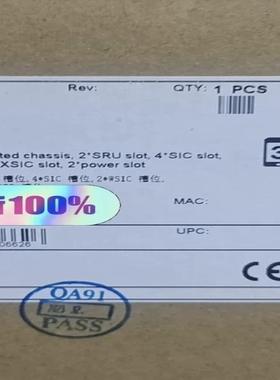 Rev: QTY: 1 PCS
ted chassis, 2*SRU slot, 4*SIC slot,
XSIC slot, 2*power slot
槽位, 4*SIC 槽位, 2*WSIC 槽位,
100%
MAC:
06626
UPC:
CE
QA91
PASS